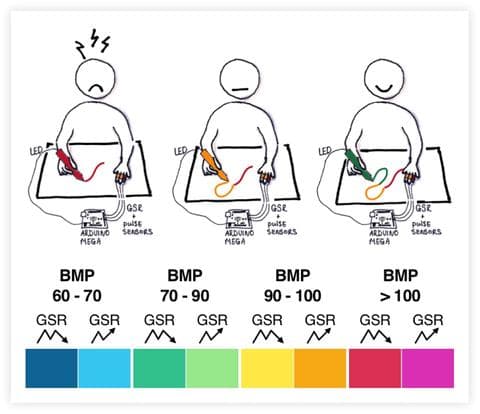 LED
GSR
+
PULSE
SENSORS
ARDUINO
MEGA
LED
GSR
+
PULSE
SENSORS
ARDUINO
MEGA
LED
GSR
+
PULSE
SENSORS
ARDUINO
MEGA
BMP BMP BMP BMP
60 - 70 70 - 90 90 - 100 > 100
GSR GSR GSR GSR GSR GSR GSR GSR